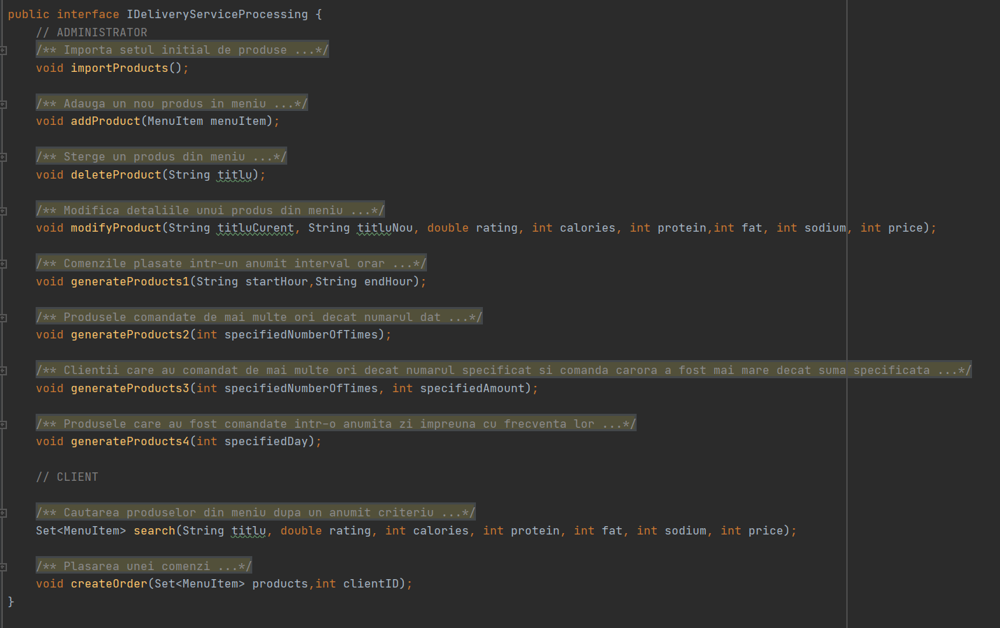 public interface IDeliveryServiceProcessing {
    // ADMINISTRATOR
    /** Importa setul initial de produse ...*/
    void importProducts();

    /** Adauga un nou produs in meniu ...*/
    void addProduct(MenuItem menuItem);

    /** Sterge un produs din meniu ...*/
    void deleteProduct(String titlu);

    /** Modifica detaliile unui produs din meniu ...*/
    void modifyProduct(String titluCurent, String titluNou, double rating, int calories, int protein,int fat, int sodium, int price);

    /** Comenzile plasate intr-un anumit interval orar ...*/
    void generateProducts1(String startHour,String endHour);

    /** Produsele comandate de mai multe ori decat numarul dat ...*/
    void generateProducts2(int specifiedNumberOfTimes);

    /** Clientii care au comandat de mai multe ori decat numarul specificat si comanda carora a fost mai mare decat suma specificata ...*/
    void generateProducts3(int specifiedNumberOfTimes, int specifiedAmount);

    /** Produsele care au fost comandate intr-o anumita zi impreuna cu frecventa lor ...*/
    void generateProducts4(int specifiedDay);

    // CLIENT

    /** Cautarea produselor din meniu dupa un anumit criteriu ...*/
    Set<MenuItem> search(String titlu, double rating, int calories, int protein, int fat, int sodium, int price);

    /** Plasarea unei comenzi ...*/
    void createOrder(Set<MenuItem> products,int clientID);
}